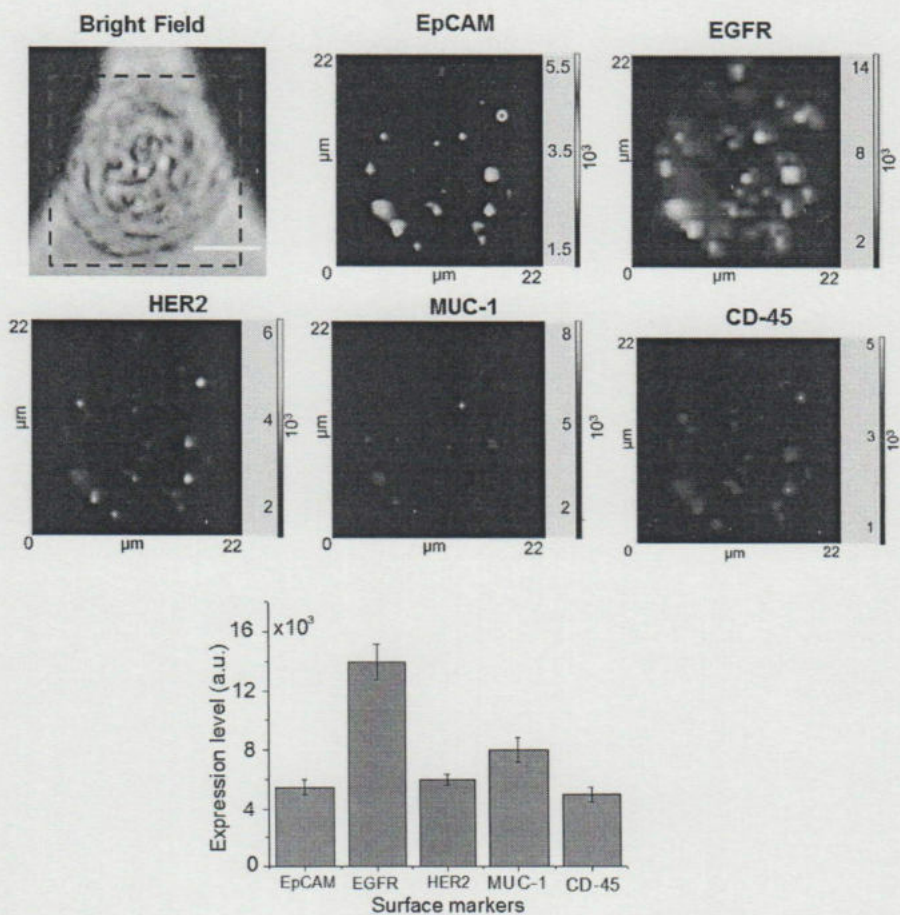 Bright Field
EpCAM
22
µm
0
µm
22
5.5
3.5
1.5
10³
EGFR
22
µm
0
µm
22
14
8
2
10³
HER2
22
µm
0
µm
22
6
4
2
10³
MUC-1
22
µm
0
µm
22
8
5
2
10³
CD-45
22
µm
0
µm
22
5
3
1
10³
x10³
16
12
8
4
0
Expression level (a.u.)
EpCAM EGFR HER2 MUC-1 CD-45
Surface markers